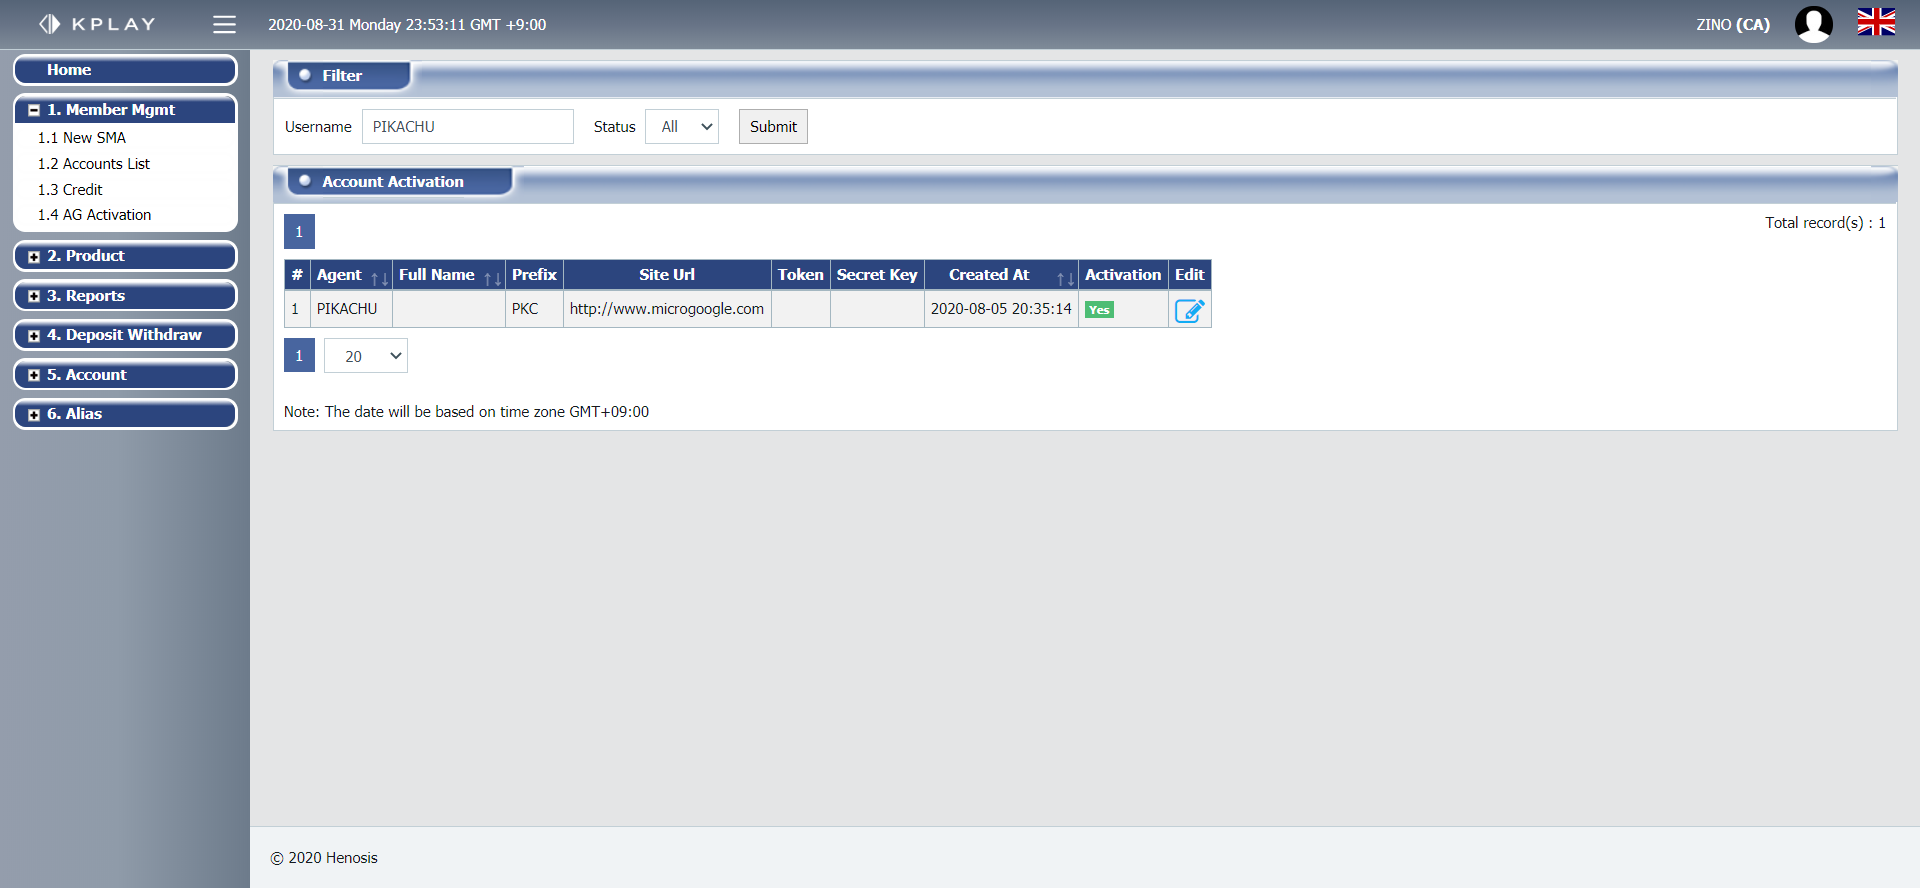 KPLAY
2020-08-31 Monday 23:53:11 GMT +9:00
ZINO (CA)
Home
1. Member Mgmt
1.1 New SMA
1.2 Accounts List
1.3 Credit
1.4 AG Activation
2. Product
3. Reports
4. Deposit Withdraw
5. Account
6. Alias
Filter
Username PIKACHU Status All Submit
Account Activation
1
Total record(s) : 1
# Agent Full Name Prefix Site Url Token Secret Key Created At Activation Edit
1 PIKACHU PKC http://www.microgoogle.com 2020-08-05 20:35:14 Yes
1 20
Note: The date will be based on time zone GMT+09:00
© 2020 Henosis